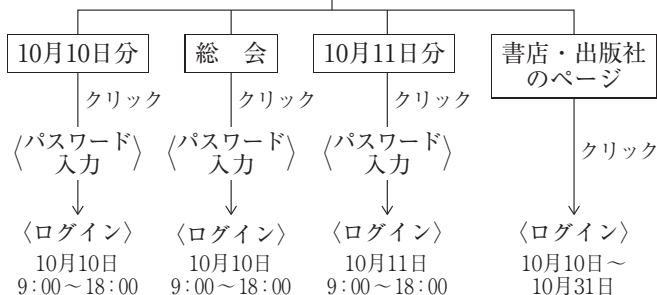 10月10日分
総　会
10月11日分
書店・出版社
のページ
クリック
クリック
クリック
クリック
〈パスワード
入力〉
〈パスワード
入力〉
〈パスワード
入力〉
〈ログイン〉
10月10日
9：00～18：00
〈ログイン〉
10月10日
9：00～18：00
〈ログイン〉
10月11日
9：00～18：00
〈ログイン〉
10月10日～
10月31日